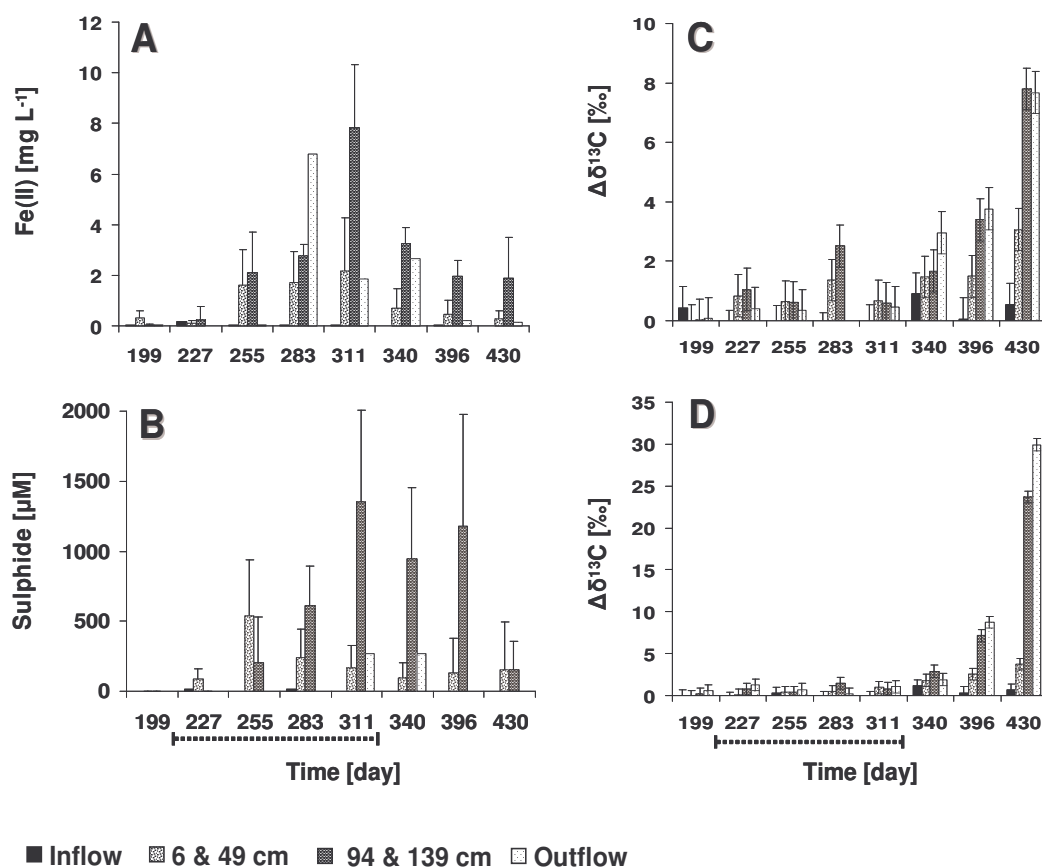 A
Fe(II) [mg L-1]
12
10
8
6
4
2
0
199 227 255 283 311 340 396 430
C
Δδ13C [‰]
10
8
6
4
2
0
199 227 255 283 311 340 396 430
B
Sulphide [µM]
2000
1500
1000
500
0
199 227 255 283 311 340 396 430
Time [day]
D
Δδ13C [‰]
35
30
25
20
15
10
5
0
199 227 255 283 311 340 396 430
Time [day]
Inflow 6 & 49 cm 94 & 139 cm Outflow